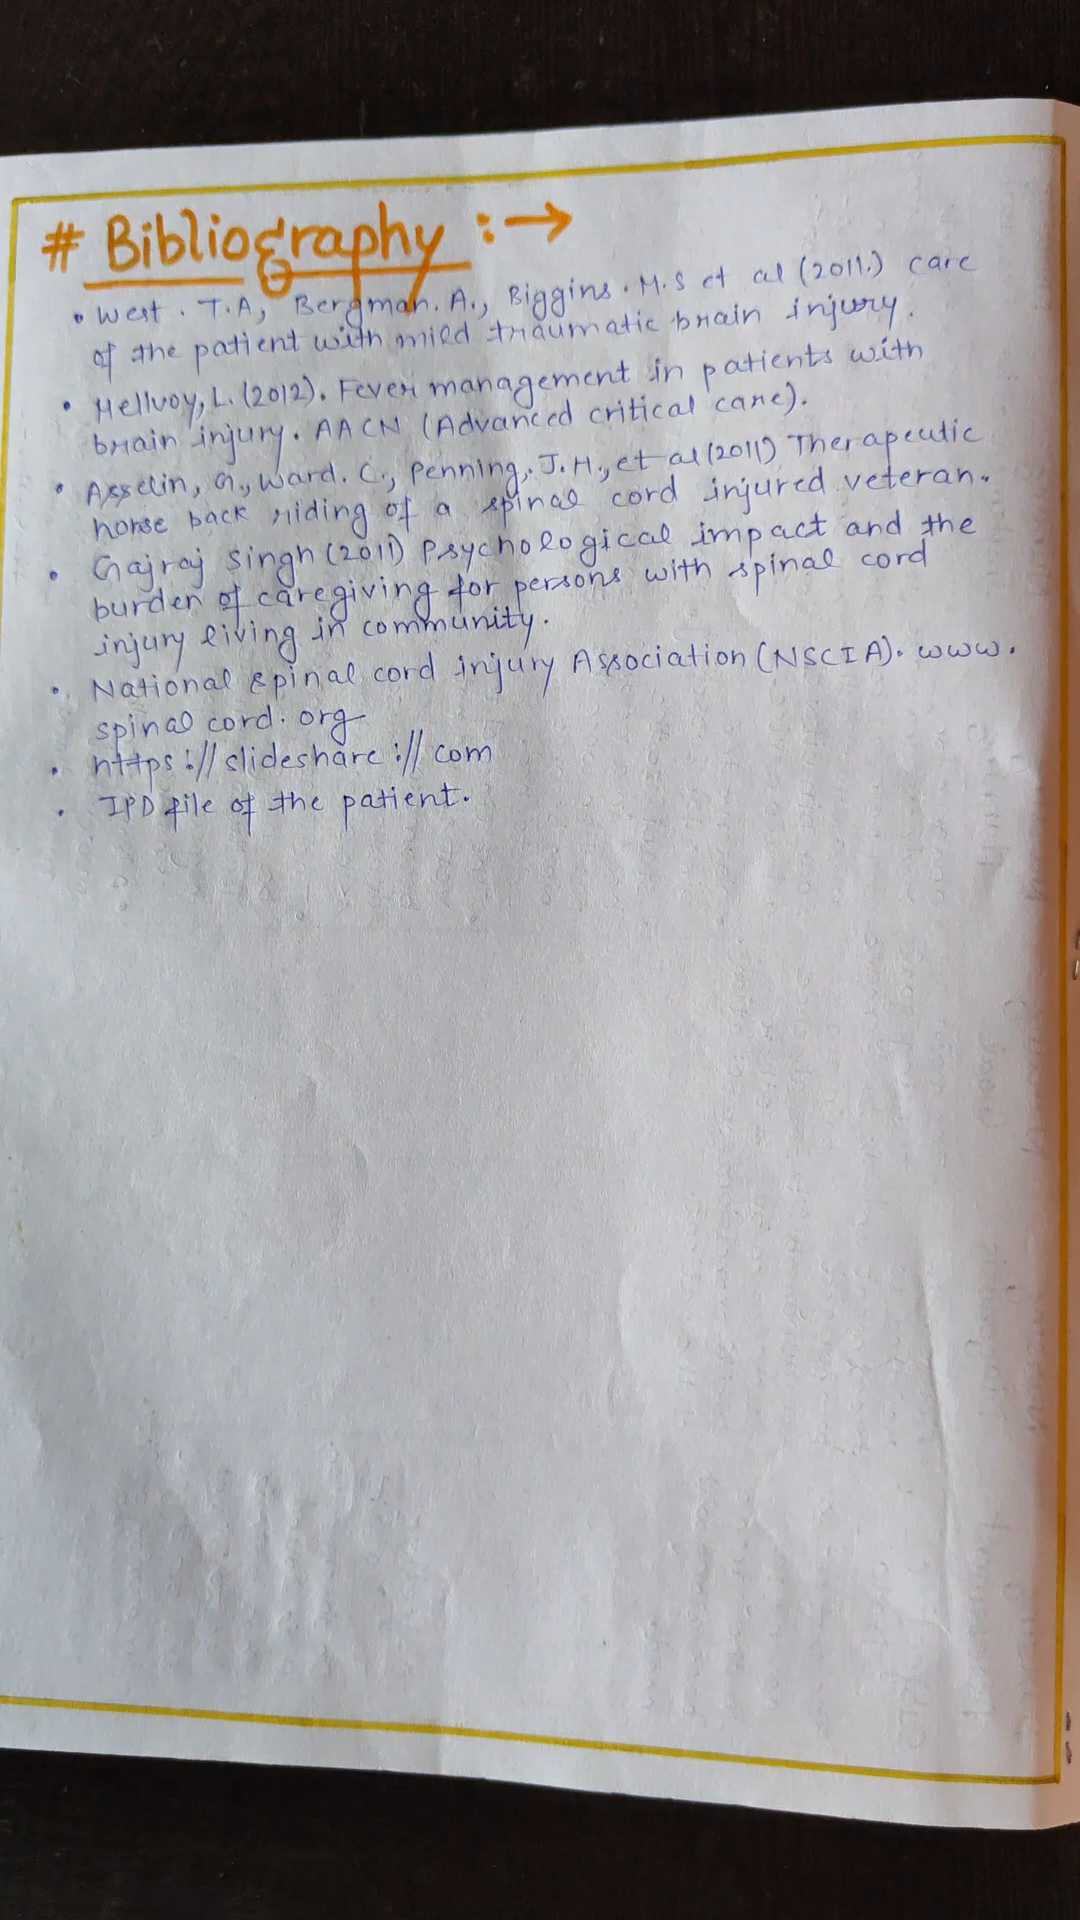 # Bibliography :→
• West . T.A, Bergman. A., Biggins . M.S et al (2011.) care
of the patient with mild traumatic brain injury.
• Mellvoy, L. (2012). Fever management in patients with
brain injury. AACN (Advanced critical care).
• Asselin, G., Ward. C., Penning, J.H., et al (2011) Therapeutic
horse back riding of a spinal cord injured veteran.
• Gajraj Singh (2011) Psychological impact and the
burden of caregiving for persons with spinal cord
injury living in community.
• National spinal cord injury Association (NSCIA). www.
spinal cord. org
• https :// slideshare :// com
• IPD file of the patient.